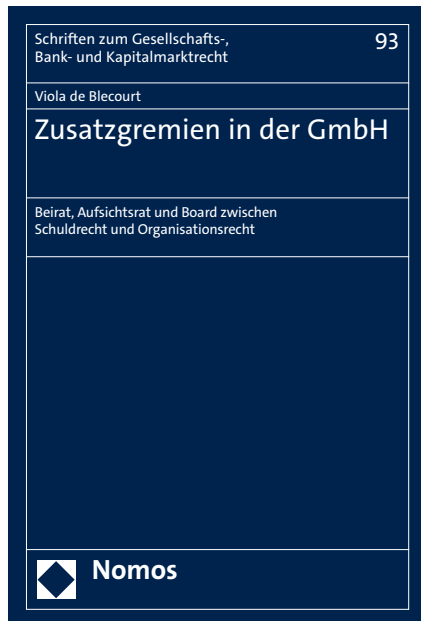 Schriften zum Gesellschafts-,
Bank- und Kapitalmarktrecht
93
Viola de Blecourt
Zusatzgremien in der GmbH
Beirat, Aufsichtsrat und Board zwischen
Schuldrecht und Organisationsrecht
Nomos